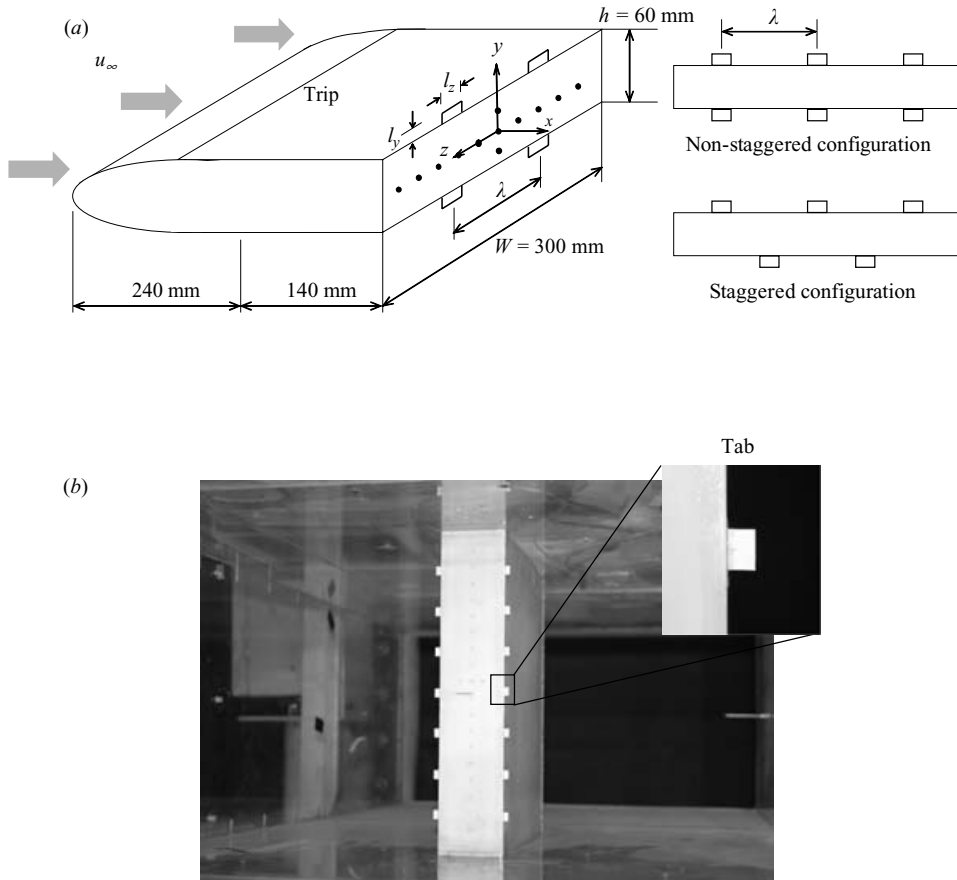 (a)
u∞
Trip
h = 60 mm
λ
y
l_z
l_y
x
z
λ
W = 300 mm
240 mm
140 mm
Non-staggered configuration
Staggered configuration
(b)
Tab